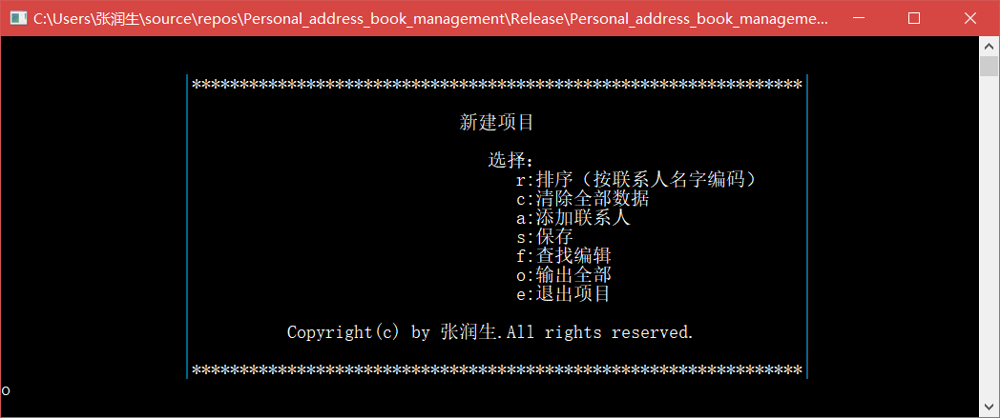 C:\Users\张润生\source\repos\Personal_address_book_management\Release\Personal_address_book_manageme...
****************************************************************
新建项目
选择：
r:排序（按联系人名字编码）
c:清除全部数据
a:添加联系人
s:保存
f:查找编辑
o:输出全部
e:退出项目
Copyright(c) by 张润生.All rights reserved.
****************************************************************
o